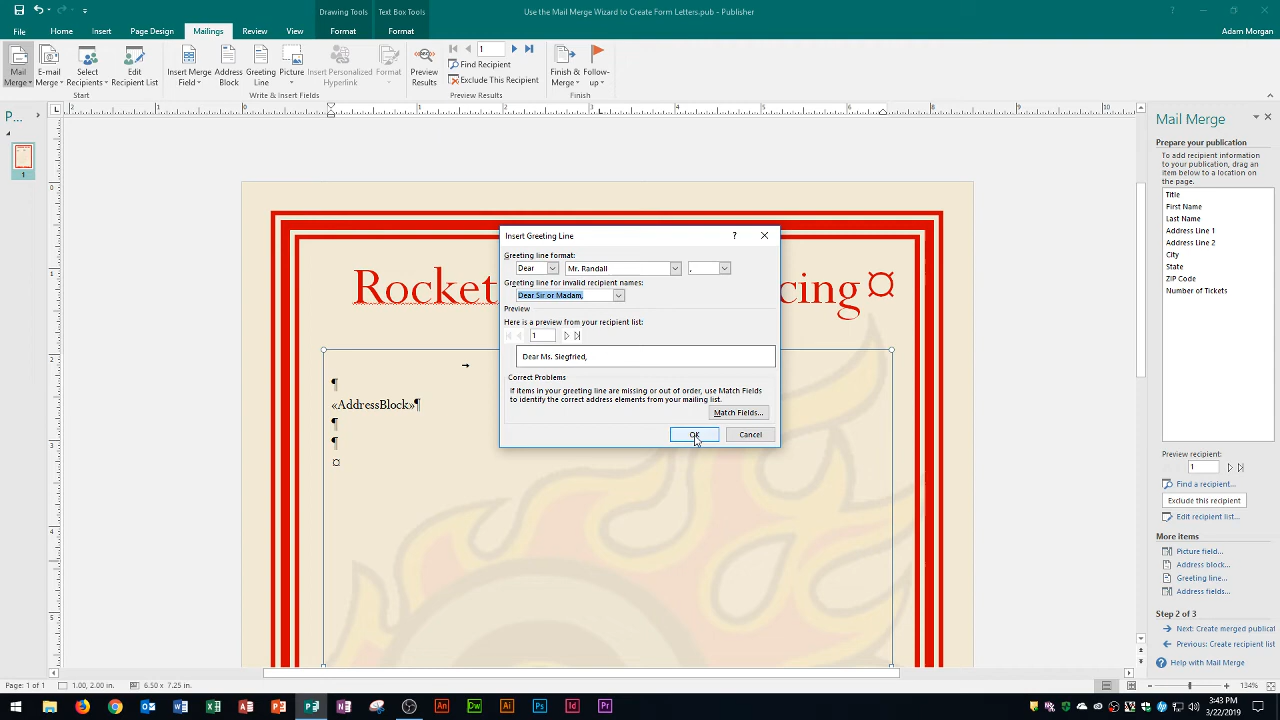 Drawing Tools
Text Box Tools
Use the Mail Merge Wizard to Create Form Letters.pub - Publisher
File
Home
Insert
Page Design
Mailings
Review
View
Format
Format
Adam Morgan
Mail Merge
E-mail Merge
Select Recipients
Edit Recipient List
Insert Merge Field
Address Block
Greeting Line
Picture
Insert Personalized Hyperlink
Format
Preview Results
1
Find Recipient
Exclude This Recipient
Finish & Merge
Follow-up
Start
Write & Insert Fields
Preview Results
Finish
P...
1
Rocket
cing¤
¶
«AddressBlock»¶
¶
¶
¤
Insert Greeting Line
?
Greeting line format:
Dear
Mr. Randall
,
Greeting line for invalid recipient names:
Dear Sir or Madam,
Preview
Here is a preview from your recipient list:
1
Dear Ms. Siegfried,
Correct Problems
If items in your greeting line are missing or out of order, use Match Fields
to identify the correct address elements from your mailing list.
Match Fields...
OK
Cancel
Mail Merge
Prepare your publication
To add recipient information
to your publication, drag an
item below to a location on
the page.
Title
First Name
Last Name
Address Line 1
Address Line 2
City
State
ZIP Code
Number of Tickets
Preview recipient:
1
Find a recipient...
Exclude this recipient
Edit recipient list...
More items
Picture field...
Address block...
Greeting line...
Address fields...
Step 2 of 3
Next: Create merged publicat
Previous: Create recipient list
Help with Mail Merge
Page: 1 of 1
1.00, 2.00 in.
6.50 x 7.25 in.
134%
3:43 PM
3/22/2019